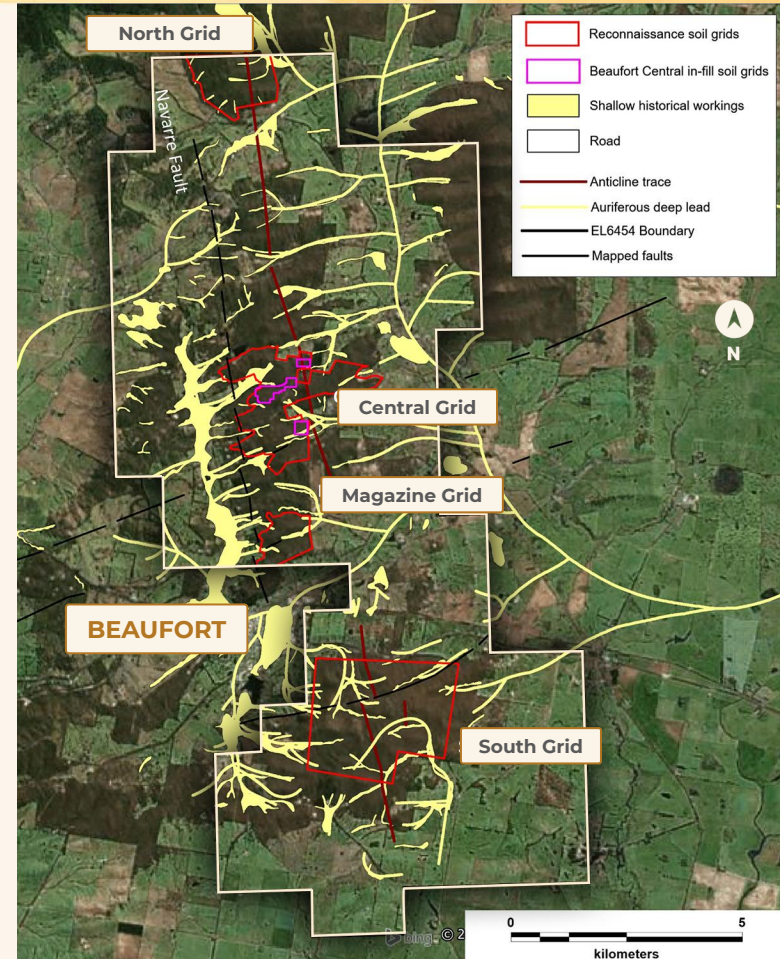 North Grid
Reconnaissance soil grids
Beaufort Central in-fill soil grids
Shallow historical workings
Road
Anticline trace
Auriferous deep lead
EL6454 Boundary
Mapped faults
Navarre Fault
N
Central Grid
Magazine Grid
BEAUFORT
South Grid
bing © 2
0 5
kilometers